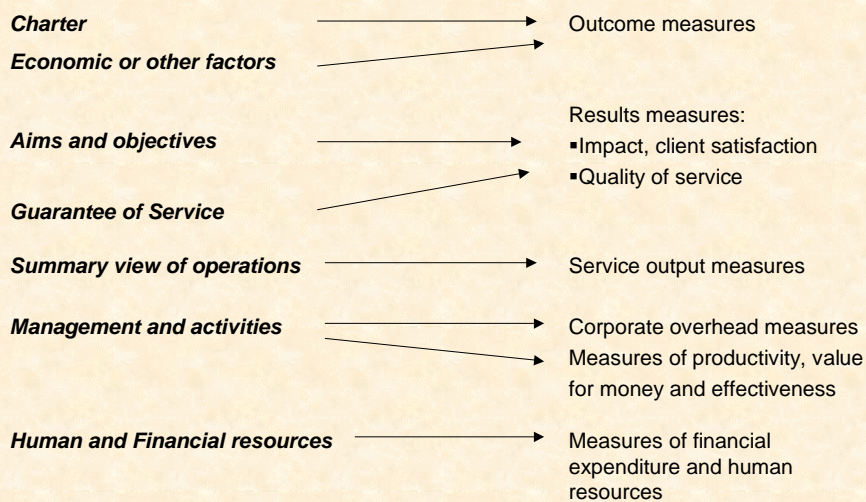 Charter
Outcome measures
Economic or other factors
Results measures:
Aims and objectives
▪Impact, client satisfaction
▪Quality of service
Guarantee of Service
Summary view of operations
Service output measures
Management and activities
Corporate overhead measures
Measures of productivity, value
for money and effectiveness
Human and Financial resources
Measures of financial
expenditure and human
resources